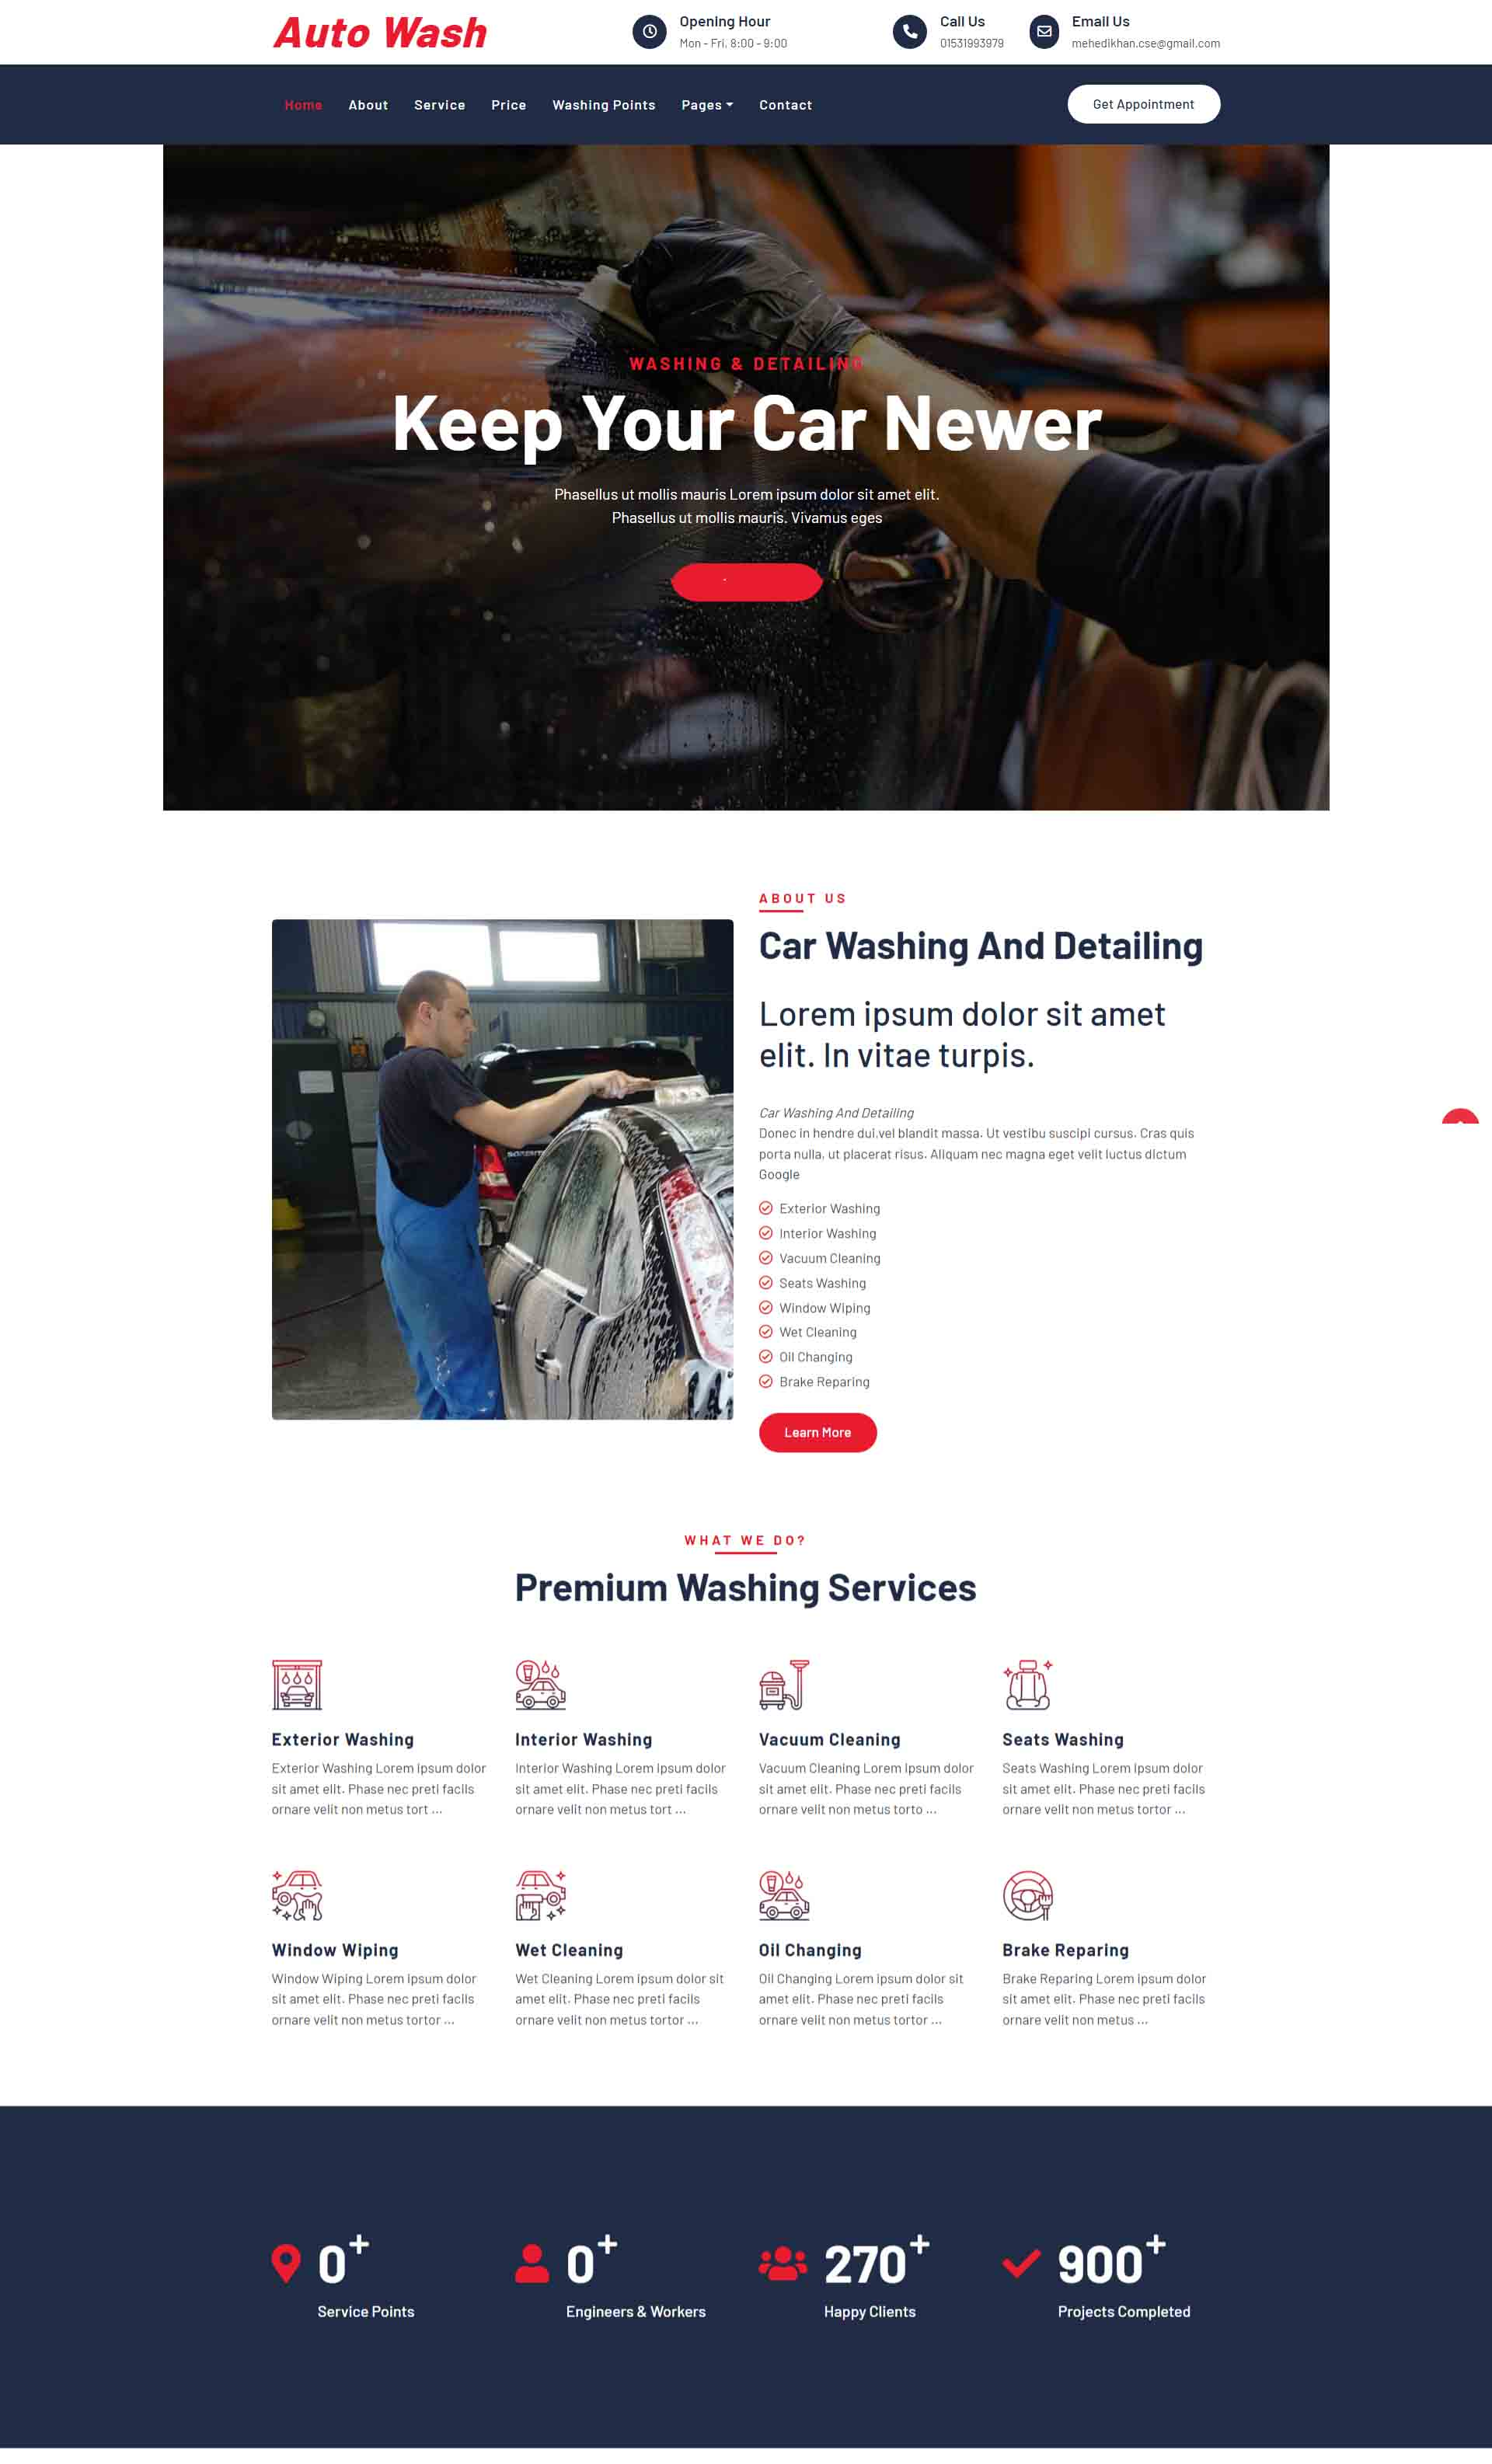 Auto Wash
Opening Hour
Mon - Fri, 8:00 - 9:00
Call Us
01531993979
Email Us
mehedikhan.cse@gmail.com
Home About Service Price Washing Points Pages Contact
Get Appointment
WASHING & DETAILING
Keep Your Car Newer
Phasellus ut mollis mauris Lorem ipsum dolor sit amet elit.
Phasellus ut mollis mauris. Vivamus eges
ABOUT US
Car Washing And Detailing
Lorem ipsum dolor sit amet
elit. In vitae turpis.
Car Washing And Detailing
Donec in hendre dui,vel blandit massa. Ut vestibu suscipi cursus. Cras quis
porta nulla, ut placerat risus. Aliquam nec magna eget velit luctus dictum
Google
Exterior Washing
Interior Washing
Vacuum Cleaning
Seats Washing
Window Wiping
Wet Cleaning
Oil Changing
Brake Reparing
Learn More
WHAT WE DO?
Premium Washing Services
Exterior Washing
Exterior Washing Lorem ipsum dolor
sit amet elit. Phase nec preti facils
ornare velit non metus tort ...
Interior Washing
Interior Washing Lorem ipsum dolor
sit amet elit. Phase nec preti facils
ornare velit non metus tort ...
Vacuum Cleaning
Vacuum Cleaning Lorem ipsum dolor
sit amet elit. Phase nec preti facils
ornare velit non metus torto ...
Seats Washing
Seats Washing Lorem ipsum dolor
sit amet elit. Phase nec preti facils
ornare velit non metus tortor ...
Window Wiping
Window Wiping Lorem ipsum dolor
sit amet elit. Phase nec preti facils
ornare velit non metus tortor ...
Wet Cleaning
Wet Cleaning Lorem ipsum dolor sit
amet elit. Phase nec preti facils
ornare velit non metus tortor ...
Oil Changing
Oil Changing Lorem ipsum dolor sit
amet elit. Phase nec preti facils
ornare velit non metus tortor ...
Brake Reparing
Brake Reparing Lorem ipsum dolor
sit amet elit. Phase nec preti facils
ornare velit non metus ...
0+
Service Points
0+
Engineers & Workers
270+
Happy Clients
900+
Projects Completed